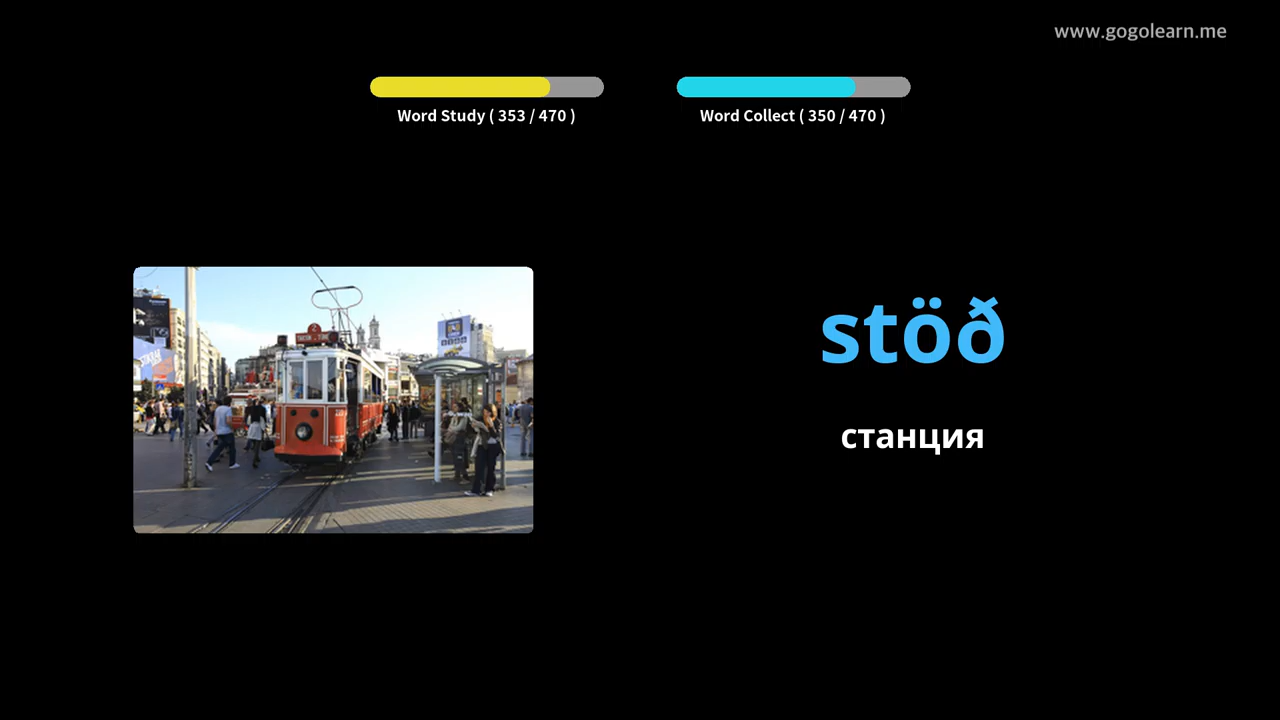 www.gogolearn.me
Word Study ( 353 / 470 )
Word Collect ( 350 / 470 )
stöð
станция